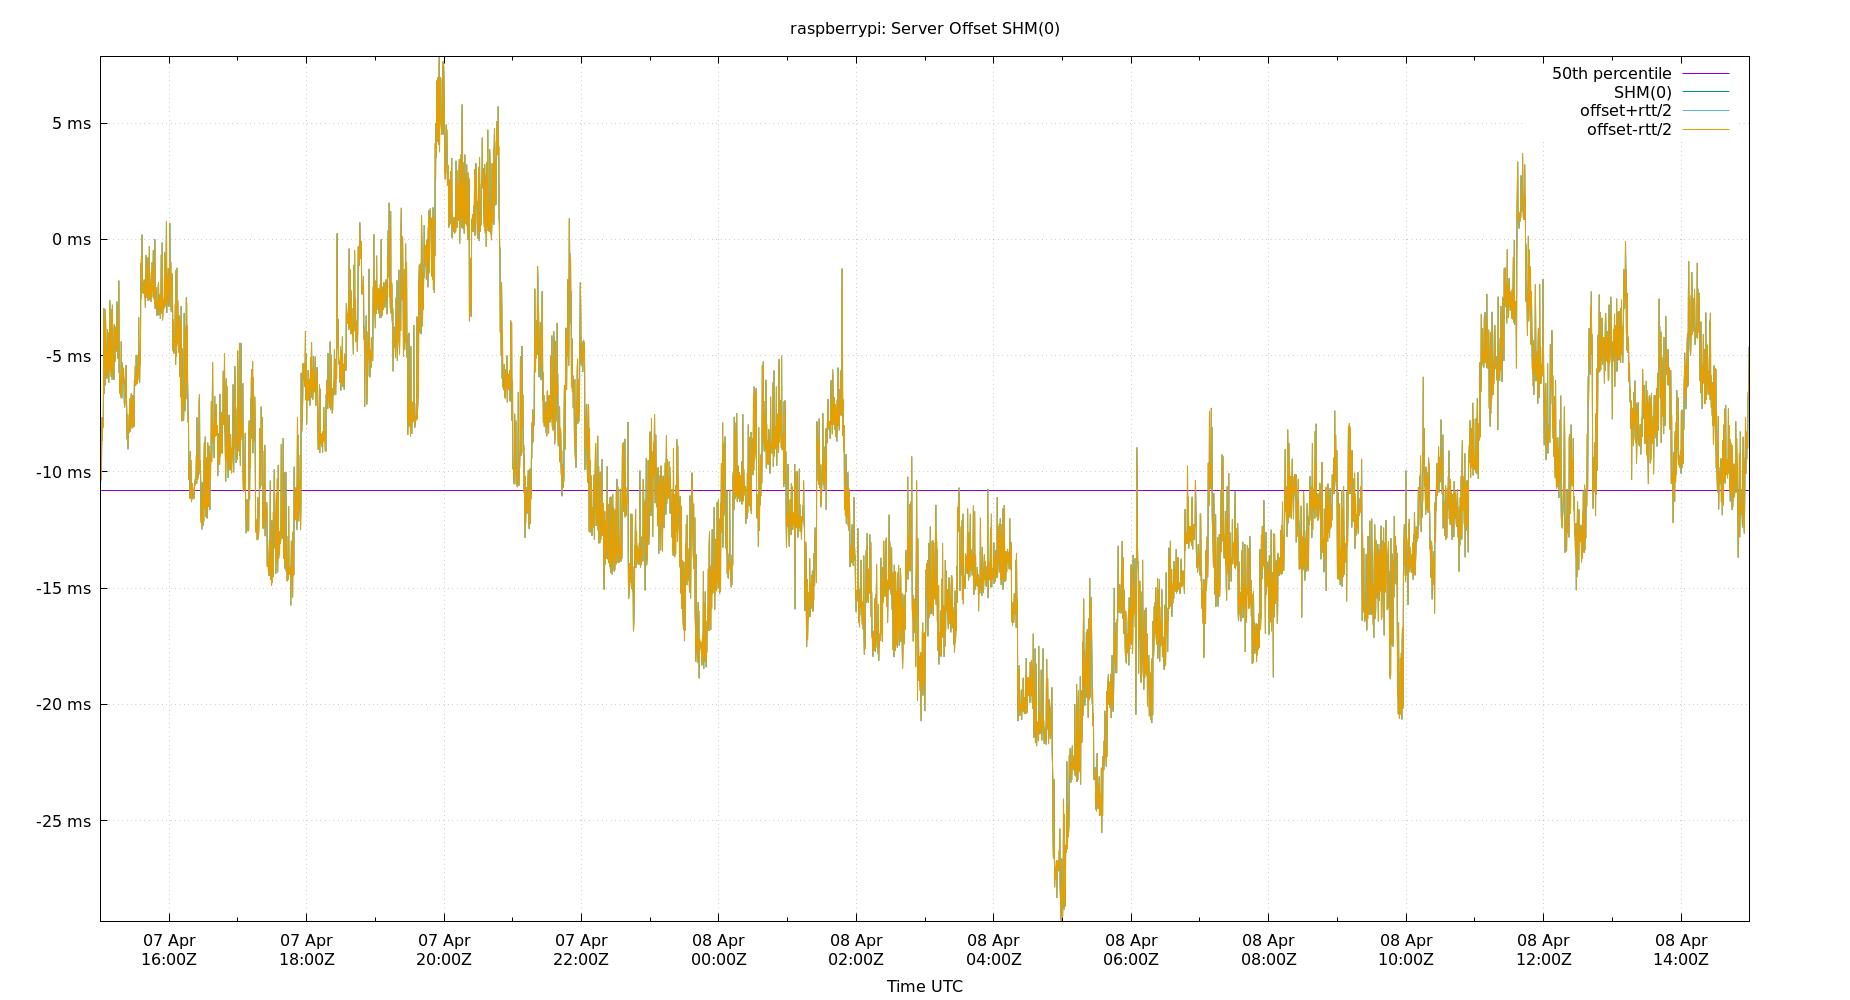 raspberrypi: Server Offset SHM(0)
50th percentile
SHM(0)
offset+rtt/2
offset-rtt/2
5 ms
0 ms
-5 ms
-10 ms
-15 ms
-20 ms
-25 ms
07 Apr 07 Apr 07 Apr 07 Apr 08 Apr 08 Apr 08 Apr 08 Apr 08 Apr 08 Apr 08 Apr 08 Apr
16:00Z 18:00Z 20:00Z 22:00Z 00:00Z 02:00Z 04:00Z 06:00Z 08:00Z 10:00Z 12:00Z 14:00Z
Time UTC